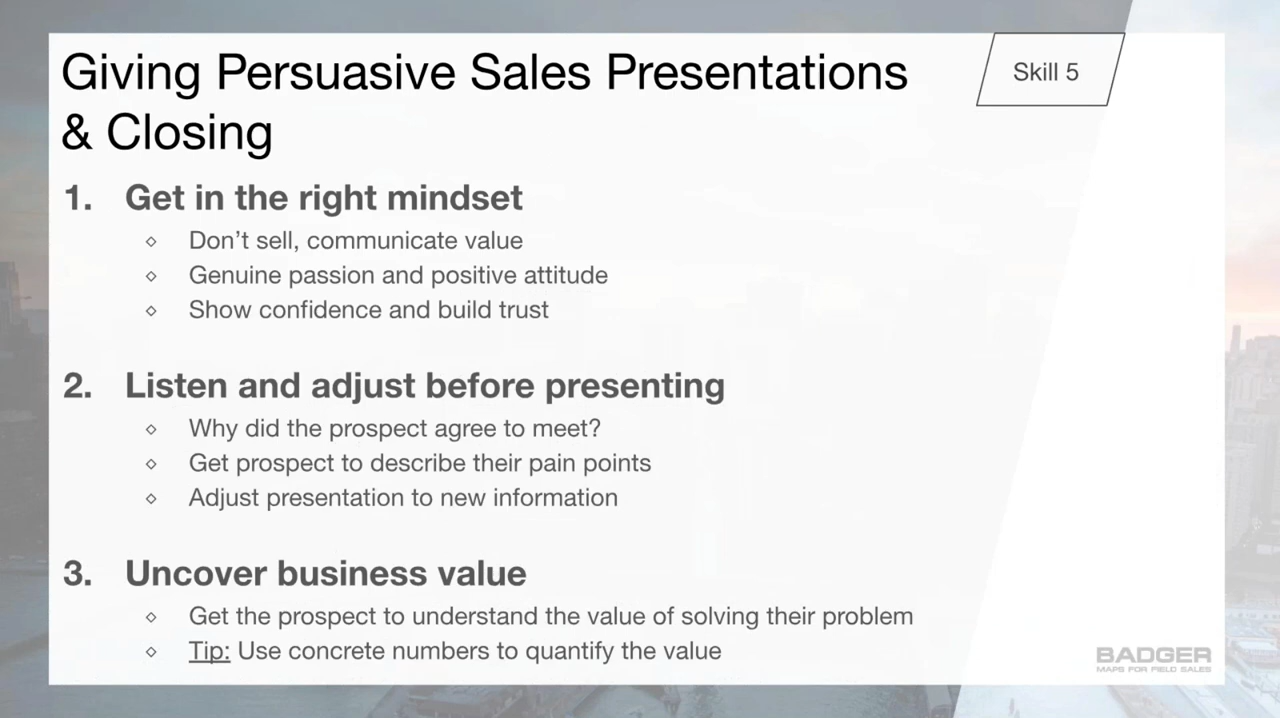 Giving Persuasive Sales Presentations
& Closing
Skill 5
1. Get in the right mindset
◇ Don’t sell, communicate value
◇ Genuine passion and positive attitude
◇ Show confidence and build trust
2. Listen and adjust before presenting
◇ Why did the prospect agree to meet?
◇ Get prospect to describe their pain points
◇ Adjust presentation to new information
3. Uncover business value
◇ Get the prospect to understand the value of solving their problem
◇ Tip: Use concrete numbers to quantify the value
BADGER
MAPS FOR FIELD SALES